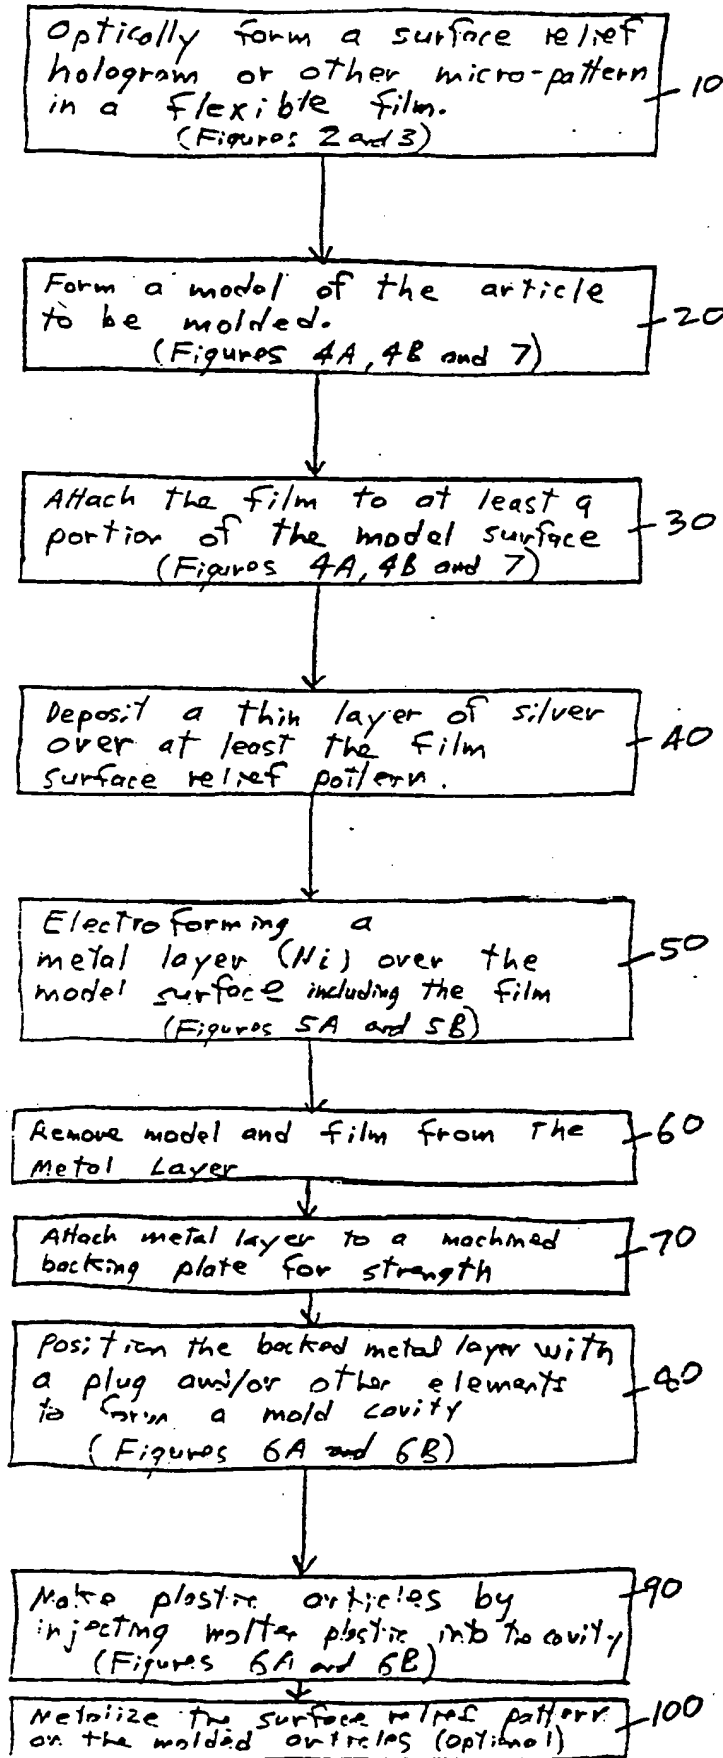 Optically form a surface relief
hologram or other micro-pattern
in a flexible film.
(Figures 2 and 3)
10
Form a model of the article
to be molded.
(Figures 4A, 4B and 7)
20
Attach the film to at least a
portion of the model surface
(Figures 4A, 4B and 7)
30
Deposit a thin layer of silver
over at least the film
surface relief pattern.
40
Electroforming a
metal layer (Ni) over the
model surface including the film
(Figures 5A and 5B)
50
Remove model and film from the
Metal Layer
60
Attach metal layer to a machined
backing plate for strength
70
Position the backed metal layer with
a plug and/or other elements
to form a mold cavity
(Figures 6A and 6B)
80
Make plastic articles by
injecting molten plastic into the cavity
(Figures 6A and 6B)
90
Metalize the surface relief pattern
on the molded articles (optional)
100